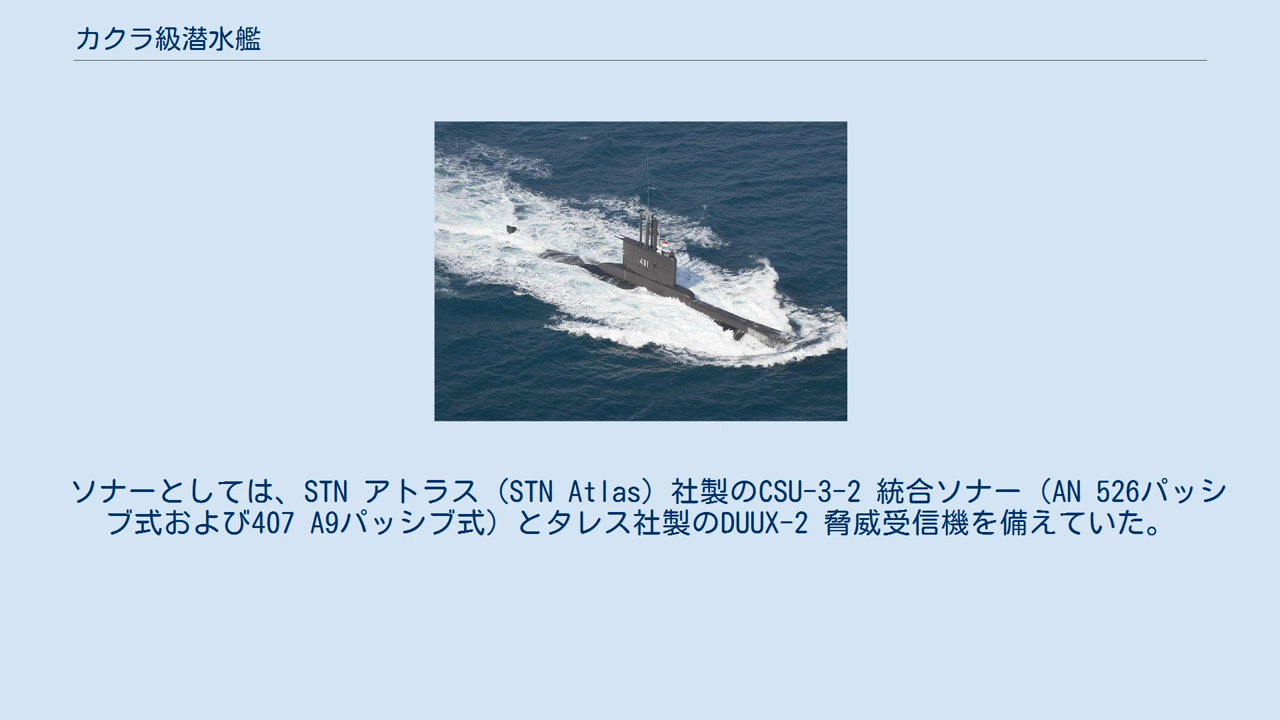 カクラ級潜水艦
401
ソナーとしては、STN アトラス（STN Atlas）社製のCSU-3-2 統合ソナー（AN 526パッシ
ブ式および407 A9パッシブ式）とタレス社製のDUUX-2 脅威受信機を備えていた。